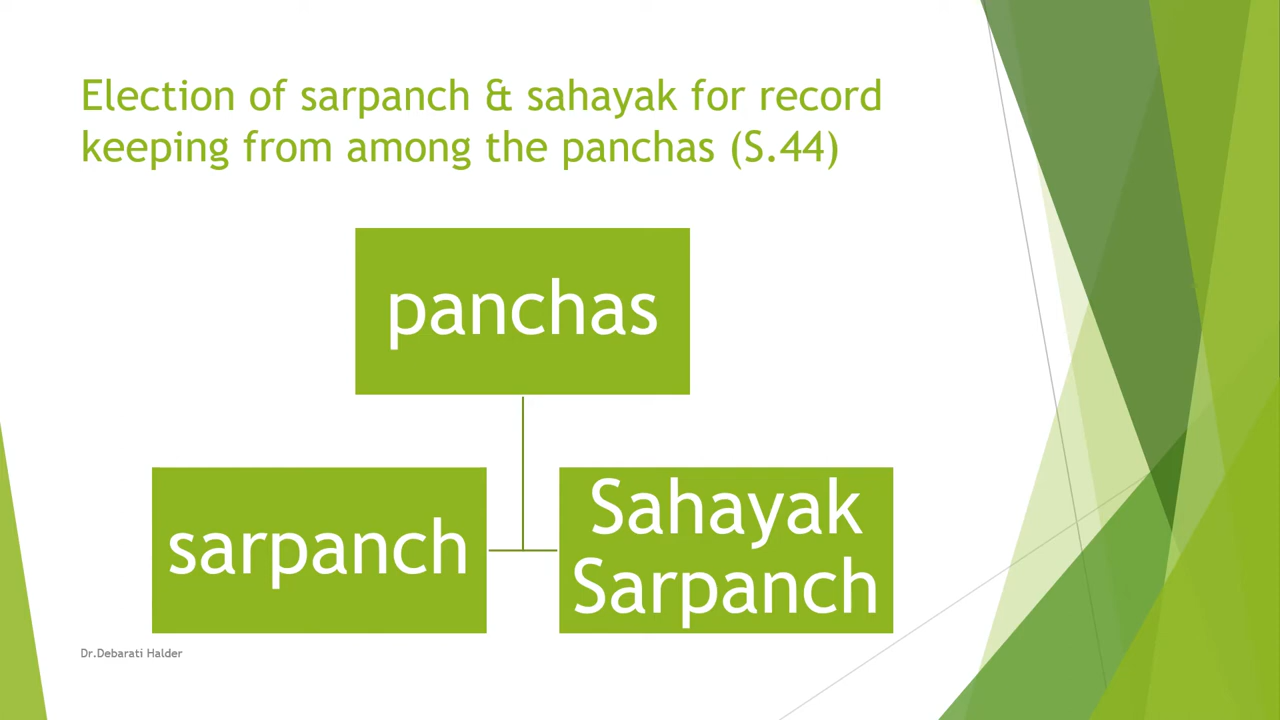 Election of sarpanch & sahayak for record
keeping from among the panchas (S.44)
panchas
sarpanch
Sahayak
Sarpanch
Dr.Debarati Halder